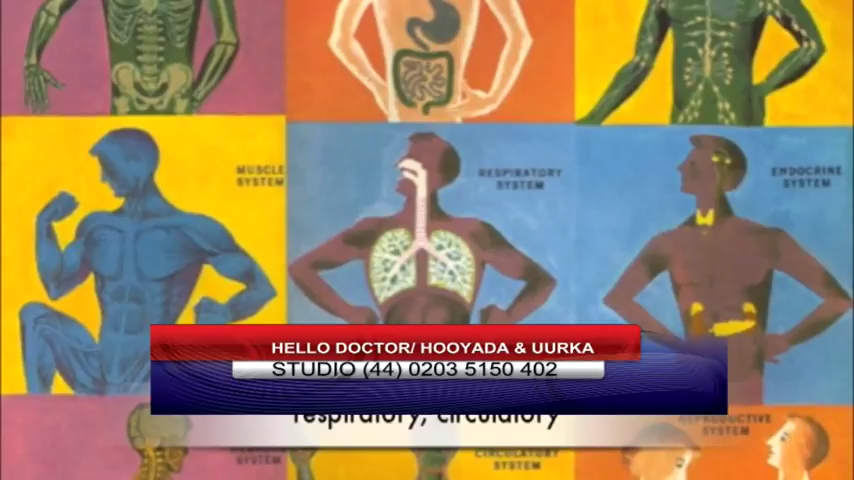 MUSCLE
SYSTEM
RESPIRATORY
SYSTEM
ENDOCRINE
SYSTEM
HELLO DOCTOR/ HOOYADA & UURKA
STUDIO (44) 0203 5150 402
respiratory, circulatory
REPRODUCTIVE
SYSTEM
SYSTEM
CIRCULATORY
SYSTEM